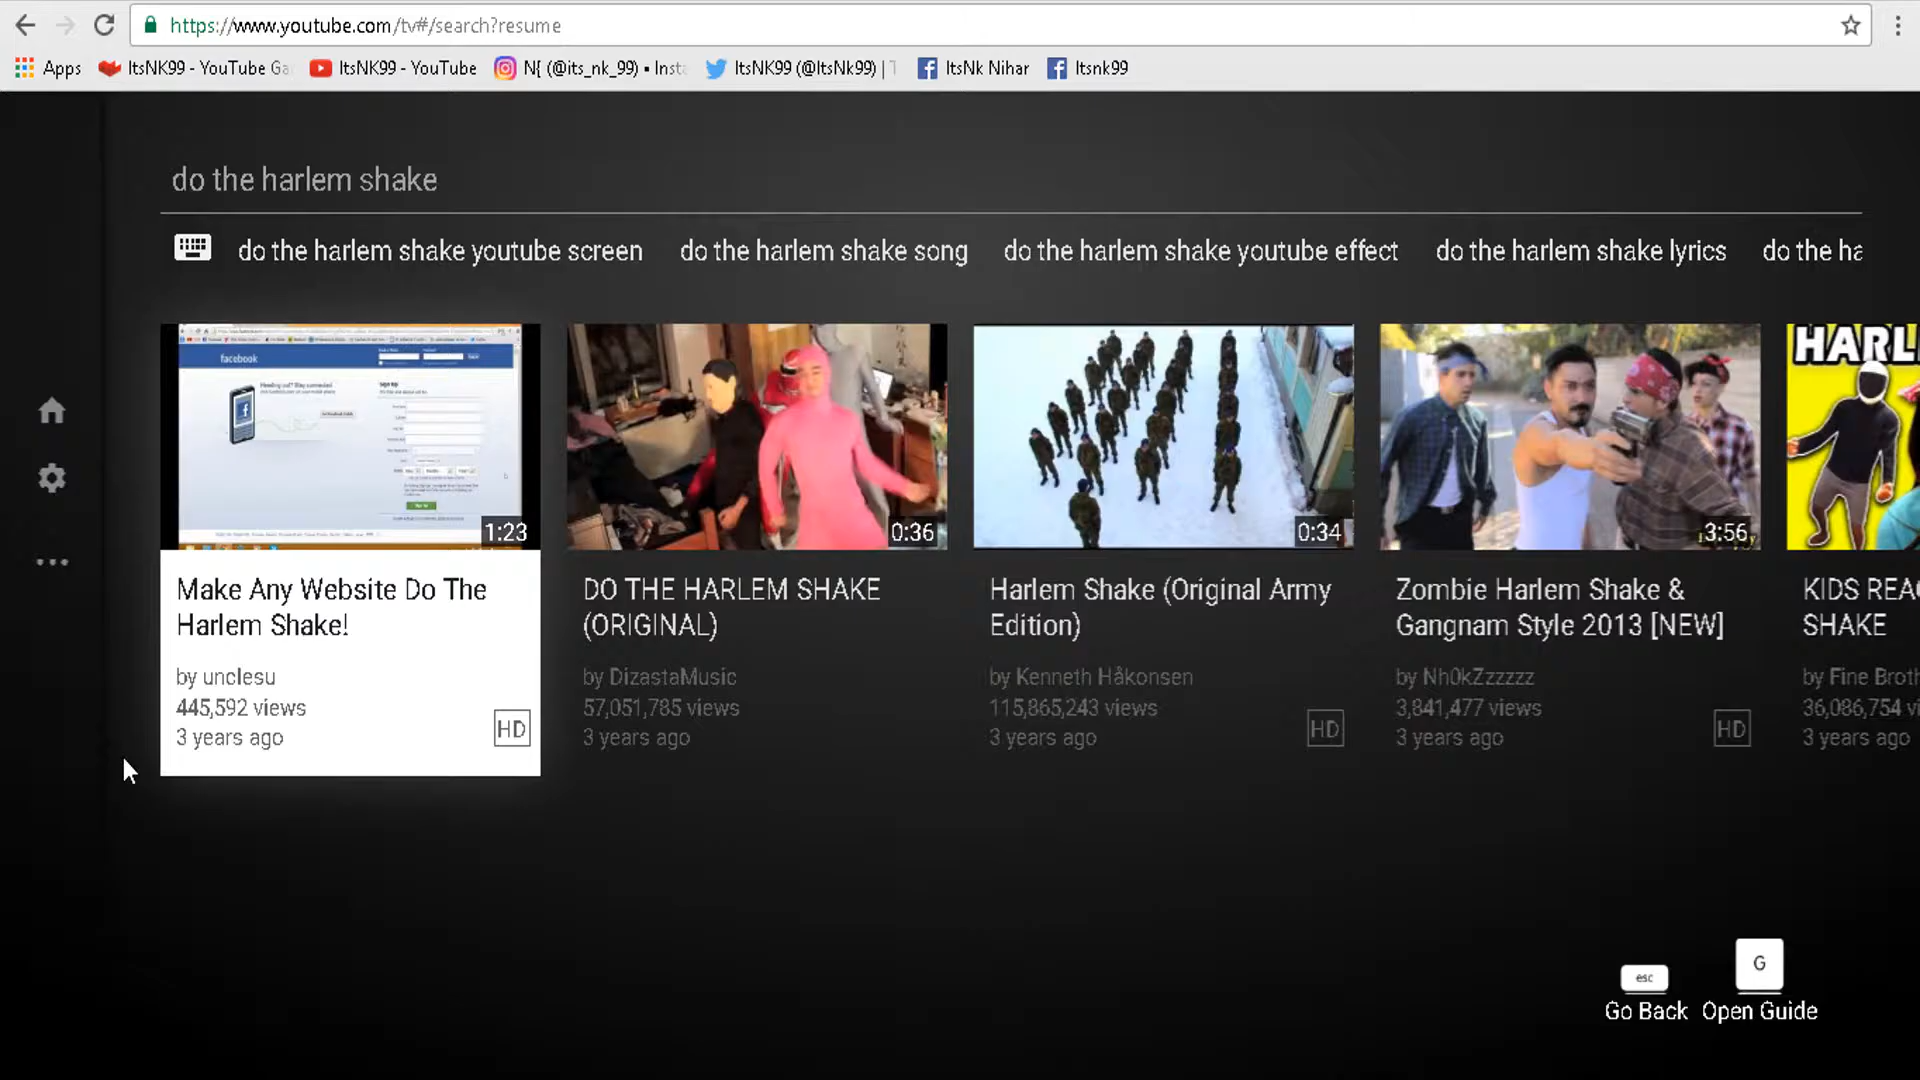 https://www.youtube.com/tv#/search?resume
Apps ItsNK99 - YouTube Ga ItsNK99 - YouTube N{ (@its_nk_99) • Insta ItsNK99 (@ItsNk99) | T ItsNk Nihar Itsnk99
do the harlem shake
do the harlem shake youtube screen do the harlem shake song do the harlem shake youtube effect do the harlem shake lyrics do the ha
facebook
HARL
1:23 0:36 0:34 3:56
Make Any Website Do The Harlem Shake!
by unclesu
445,592 views
3 years ago
HD
DO THE HARLEM SHAKE (ORIGINAL)
by DizastaMusic
57,051,785 views
3 years ago
Harlem Shake (Original Army Edition)
by Kenneth Håkonsen
115,865,243 views
3 years ago
HD
Zombie Harlem Shake & Gangnam Style 2013 [NEW]
by Nh0kZzzzzz
3,841,477 views
3 years ago
HD
KIDS REAC
SHAKE
by Fine Broth
36,086,754 vi
3 years ago
esc
G
Go Back Open Guide